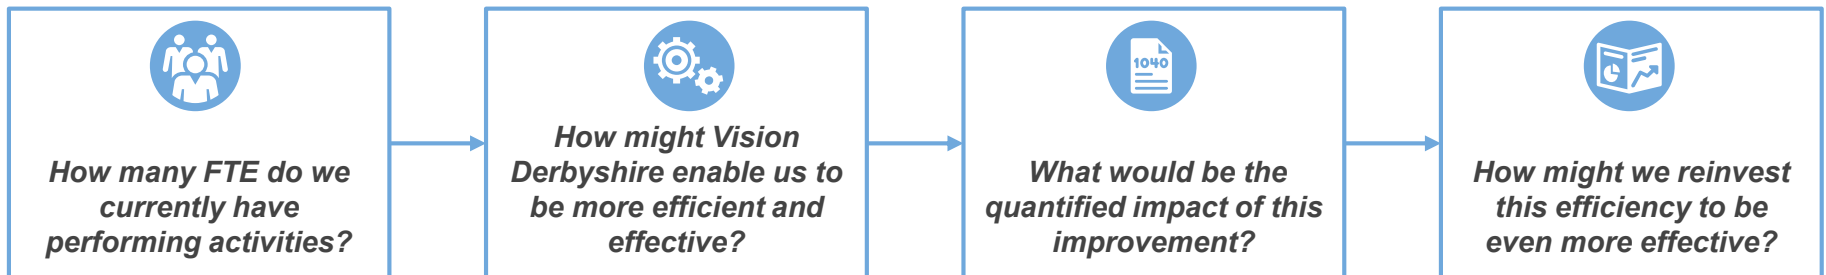 How many FTE do we
currently have
performing activities?
How might Vision
Derbyshire enable us to
be more efficient and
effective?
1040
What would be the
quantified impact of this
improvement?
How might we reinvest
this efficiency to be
even more effective?